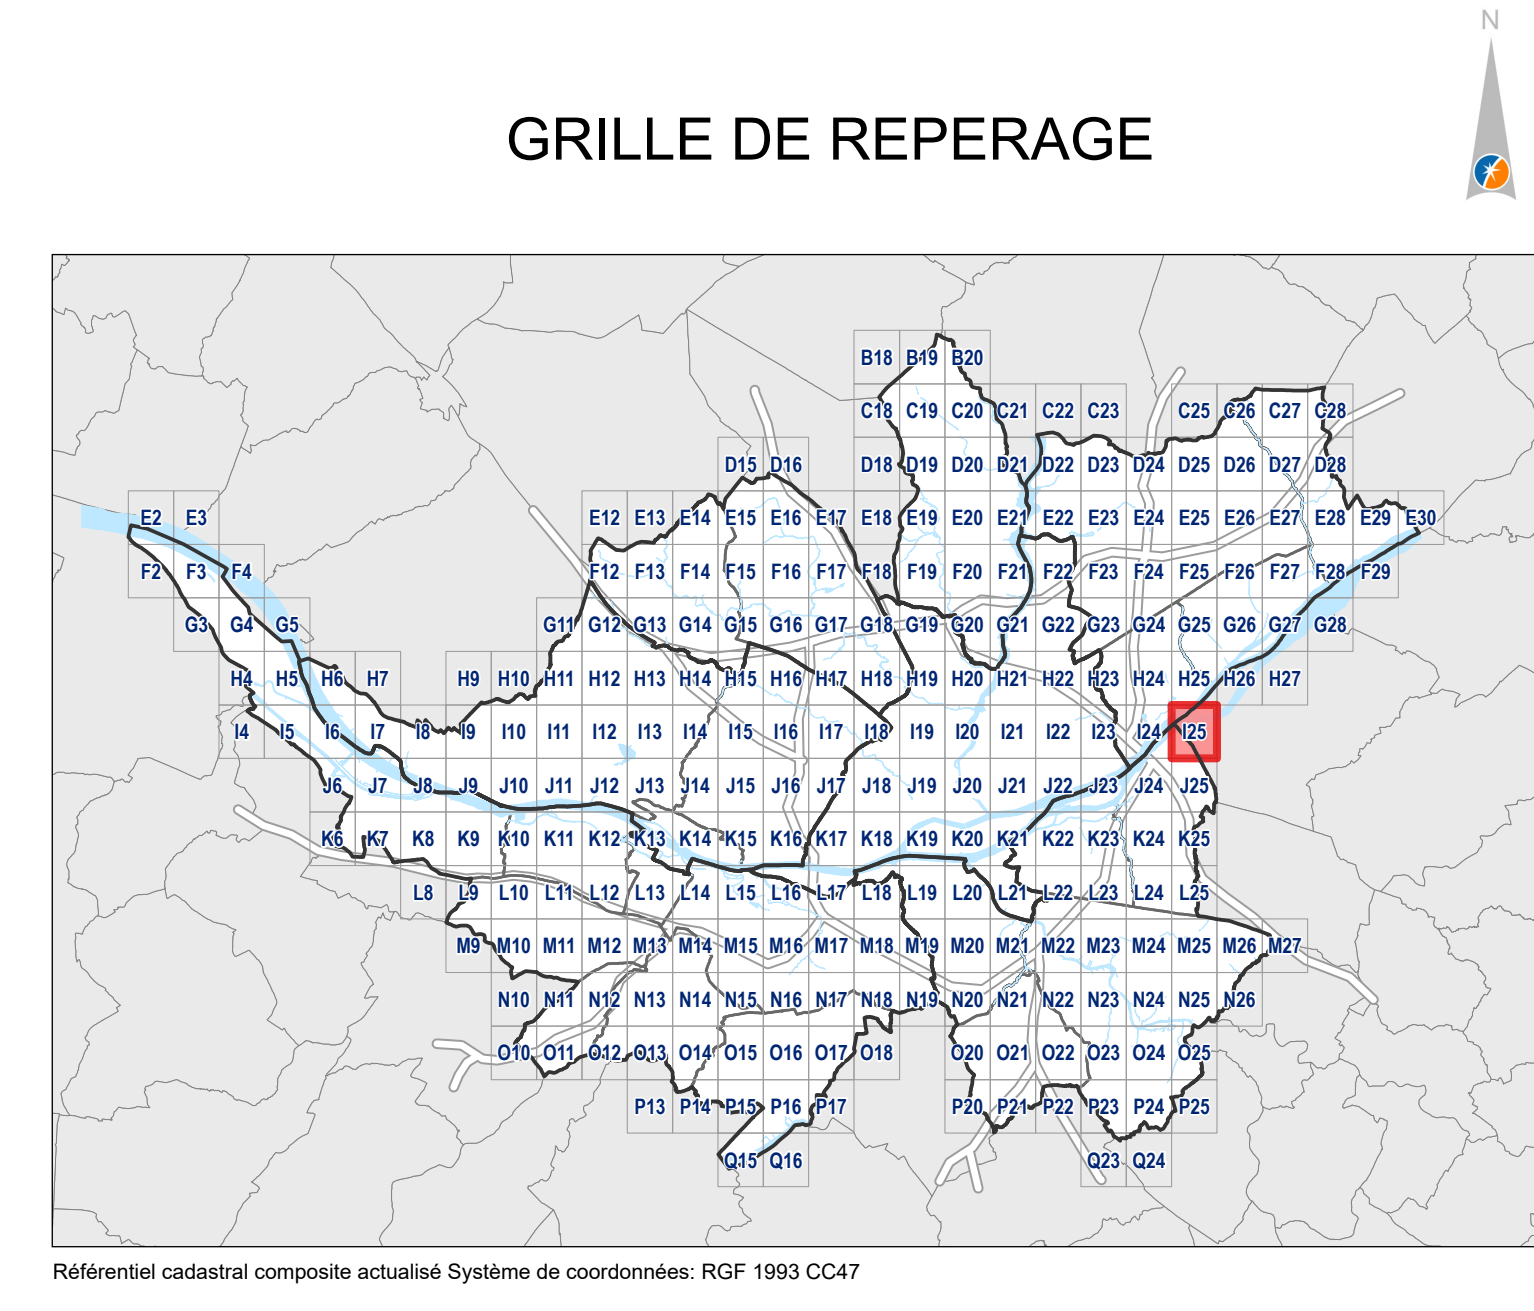 N
GRILLE DE REPERAGE
B18 B19 B20
C18 C19 C20 C21 C22 C23 C25 C26 C27 C28
D15 D16 D18 D19 D20 D21 D22 D23 D24 D25 D26 D27 D28
E2 E3 E12 E13 E14 E15 E16 E17 E18 E19 E20 E21 E22 E23 E24 E25 E26 E27 E28 E29 E30
F2 F3 F4 F12 F13 F14 F15 F16 F17 F18 F19 F20 F21 F22 F23 F24 F25 F26 F27 F28 F29
G3 G4 G5 G11 G12 G13 G14 G15 G16 G17 G18 G19 G20 G21 G22 G23 G24 G25 G26 G27 G28
H4 H5 H6 H7 H9 H10 H11 H12 H13 H14 H15 H16 H17 H18 H19 H20 H21 H22 H23 H24 H25 H26 H27
I4 I5 I6 I7 I8 I9 I10 I11 I12 I13 I14 I15 I16 I17 I18 I19 I20 I21 I22 I23 I24 I25
J6 J7 J8 J9 J10 J11 J12 J13 J14 J15 J16 J17 J18 J19 J20 J21 J22 J23 J24 J25
K6 K7 K8 K9 K10 K11 K12 K13 K14 K15 K16 K17 K18 K19 K20 K21 K22 K23 K24 K25
L8 L9 L10 L11 L12 L13 L14 L15 L16 L17 L18 L19 L20 L21 L22 L23 L24 L25
M9 M10 M11 M12 M13 M14 M15 M16 M17 M18 M19 M20 M21 M22 M23 M24 M25 M26 M27
N10 N11 N12 N13 N14 N15 N16 N17 N18 N19 N20 N21 N22 N23 N24 N25 N26
O10 O11 O12 O13 O14 O15 O16 O17 O18 O20 O21 O22 O23 O24 O25
P13 P14 P15 P16 P17 P20 P21 P22 P23 P24 P25
Q15 Q16 Q23 Q24
Référentiel cadastral composite actualisé Système de coordonnées: RGF 1993 CC47